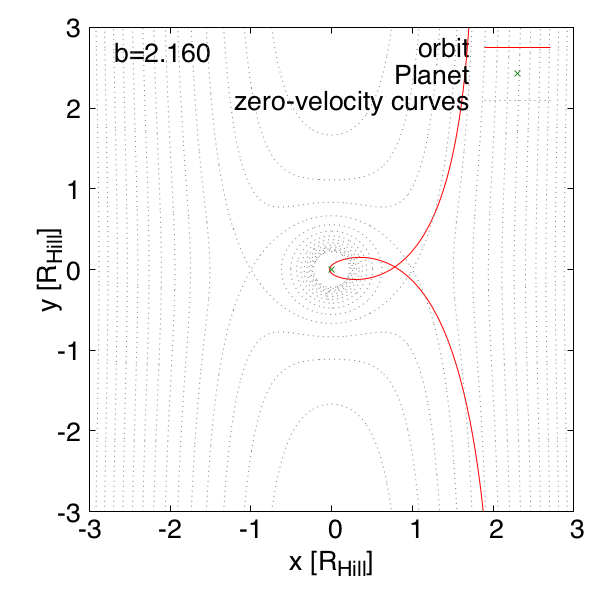 b=2.160
orbit
Planet
zero-velocity curves
3
2
1
0
-1
-2
-3
y [R_Hill]
-3
-2
-1
0
1
2
3
x [R_Hill]